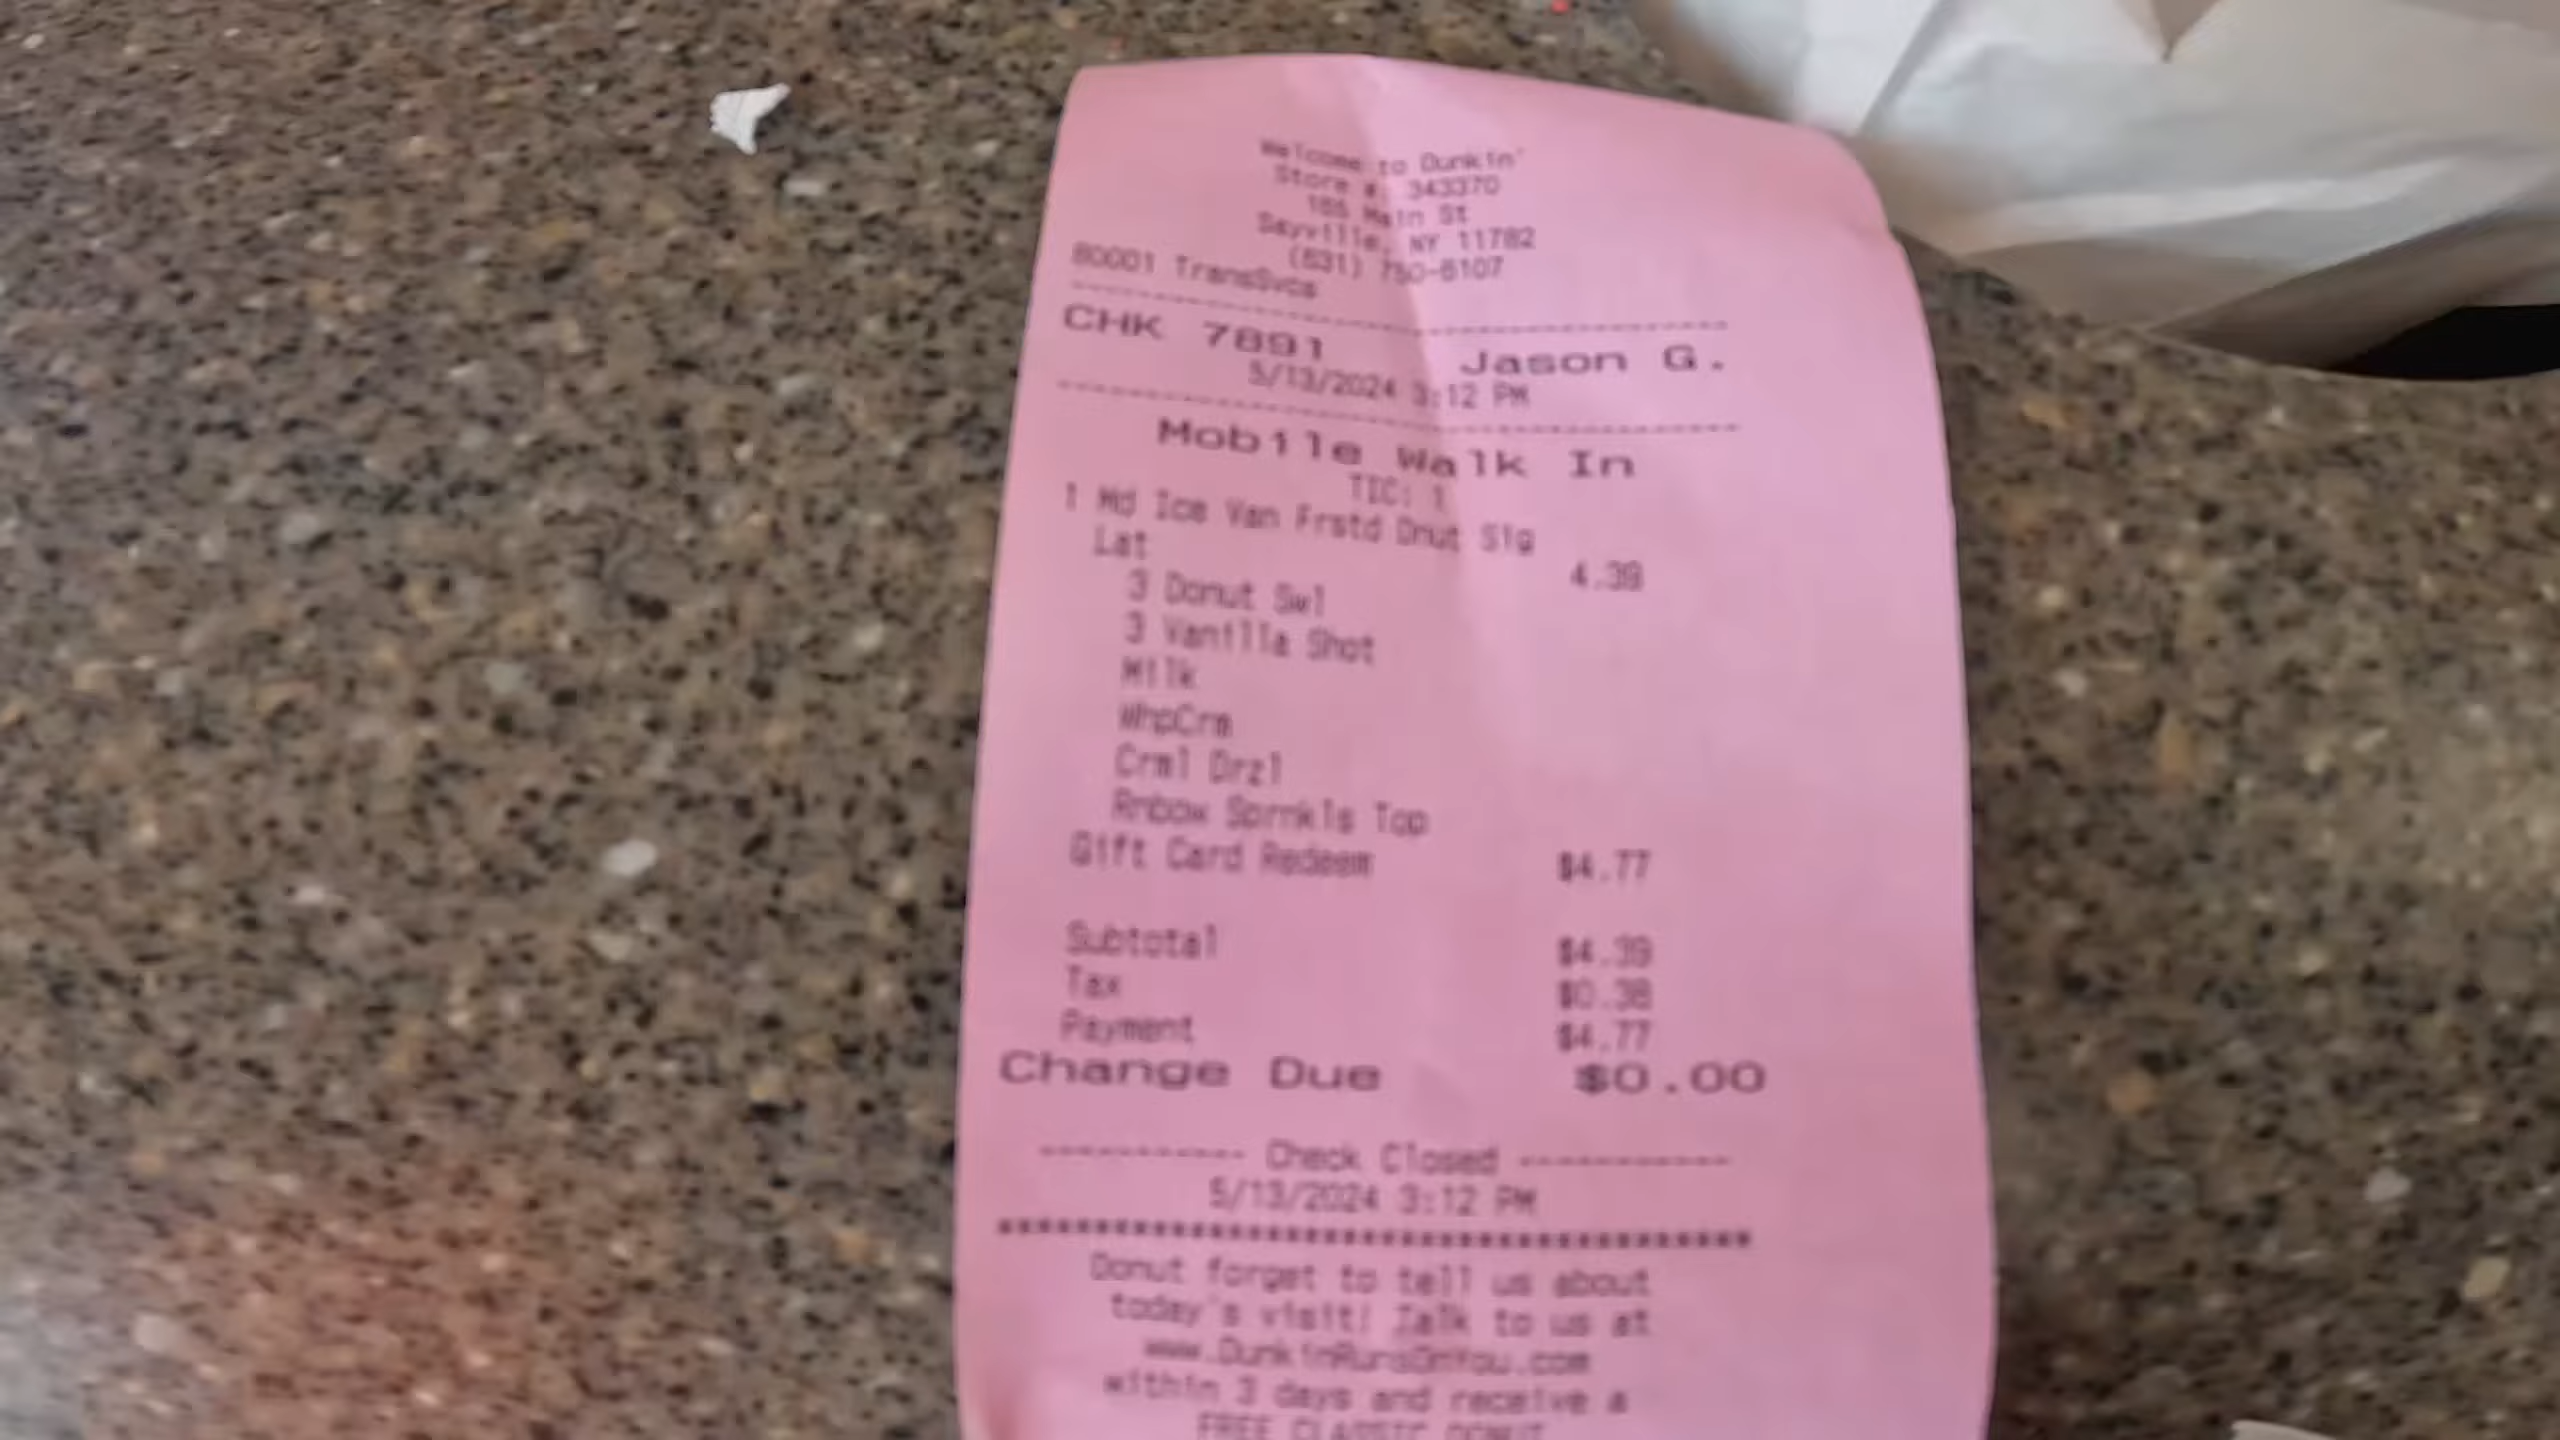 Welcome to Dunkin'
Store #: 343370
Main St
Sayville, NY 11782
(631) 750-6107
80001 TransSvcs
CHK 7891 Jason G.
5/13/2024 3:12 PM
Mobile Walk In
TIC: 1
1 Md Ice Van Frstd Dnut Sig
Lat 4.39
3 Donut Swl
3 Vanilla Shot
Milk
WhpCrm
Crml Drzl
Rnbow Sprnkls Top
Gift Card Redeem $4.77
Subtotal $4.39
Tax $0.38
Payment $4.77
Change Due $0.00
------------ Check Closed ------------
5/13/2024 3:12 PM
Donut forget to tell us about
today's visit! Talk to us at
www.DunkinRunsOnYou.com
within 3 days and receive a
FREE CLASSIC DONUT